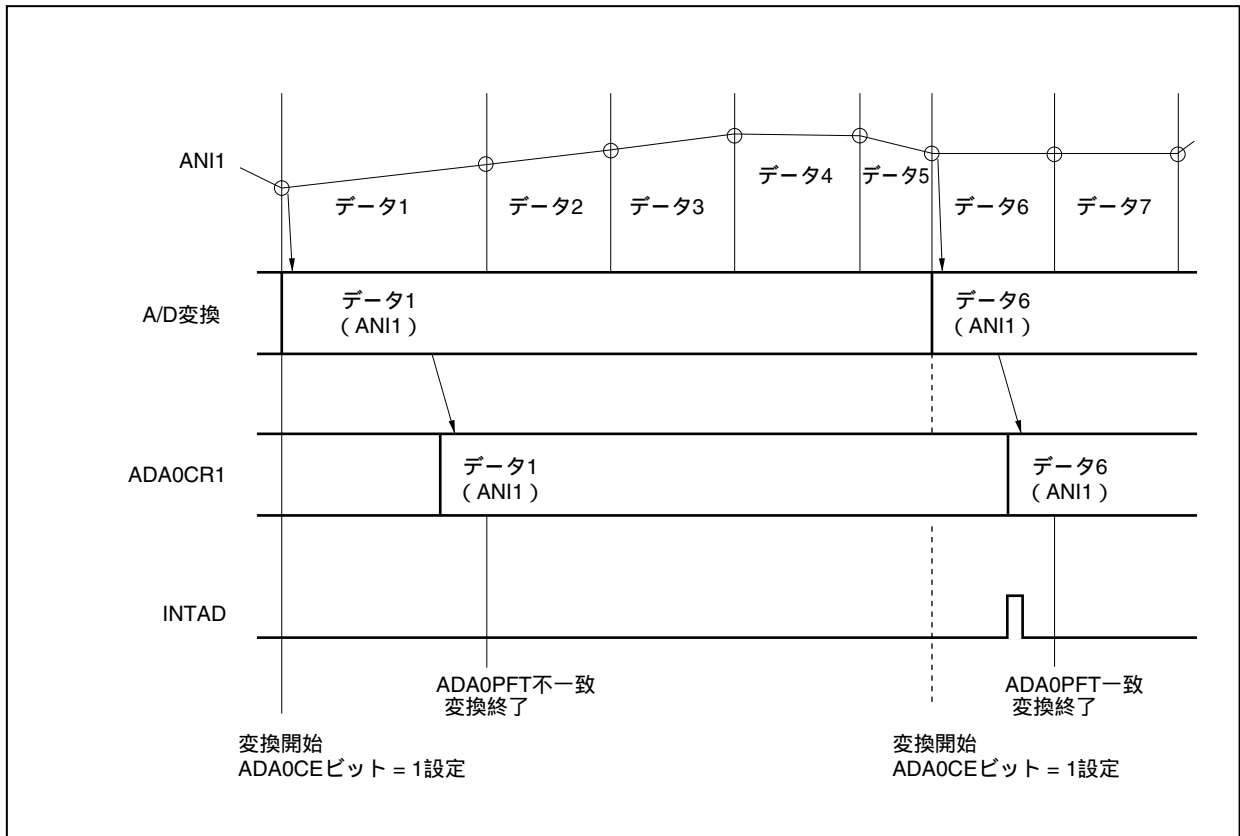 ANI1
データ1
データ2
データ3
データ4
データ5
データ6
データ7
A/D変換
データ1
（ANI1）
データ6
（ANI1）
ADA0CR1
データ1
（ANI1）
データ6
（ANI1）
INTAD
ADA0PFT不一致
変換終了
ADA0PFT一致
変換終了
変換開始
ADA0CEビット = 1設定
変換開始
ADA0CEビット = 1設定